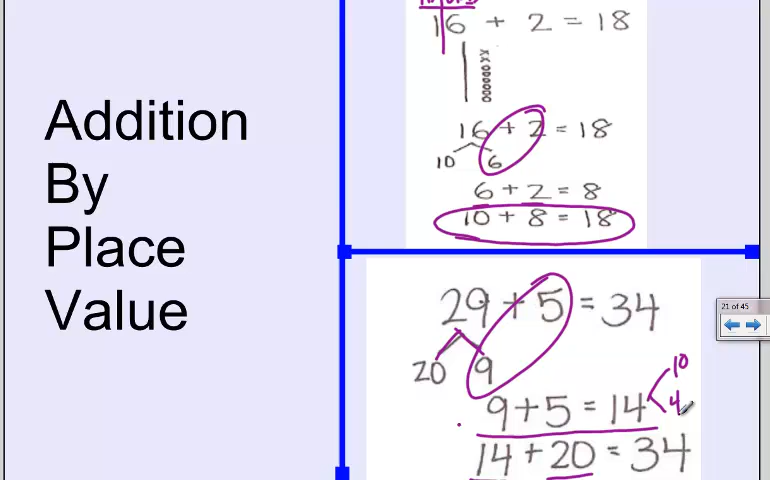 Addition
By
Place
Value
16 + 2 = 18
16 + 2 = 18
10 6
6 + 2 = 8
10 + 8 = 18
29 + 5 = 34
20 9
10
9 + 5 = 14
4
14 + 20 = 34
21 of 45